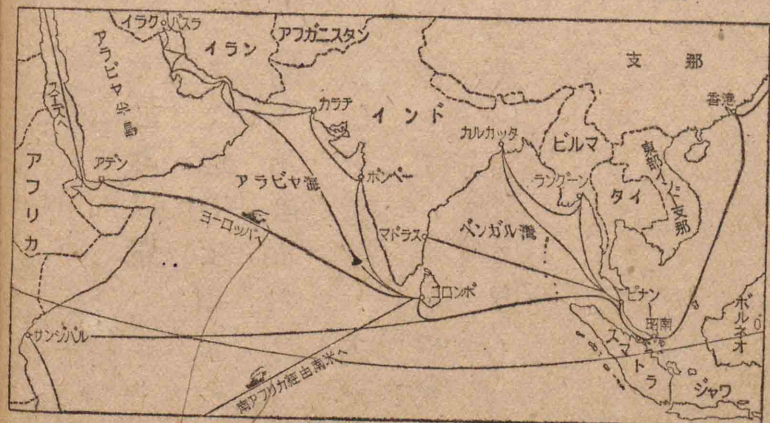 イラク
バスラ
イラン
アフガニスタン
支那
アラビヤ半島
スエズへ
カラチ
インド
香港
カルカッタ
ビルマ
東部インド支那
アフリカ
アデン
アラビヤ海
ボンベー
ラングーン
タイ
ヨーロッパへ
マドラス
ベンガル湾
コロンボ
ピナン
昭南
ボルネオ
0
サンジバル
スマトラ
南アフリカ経由南米へ
ジャワ